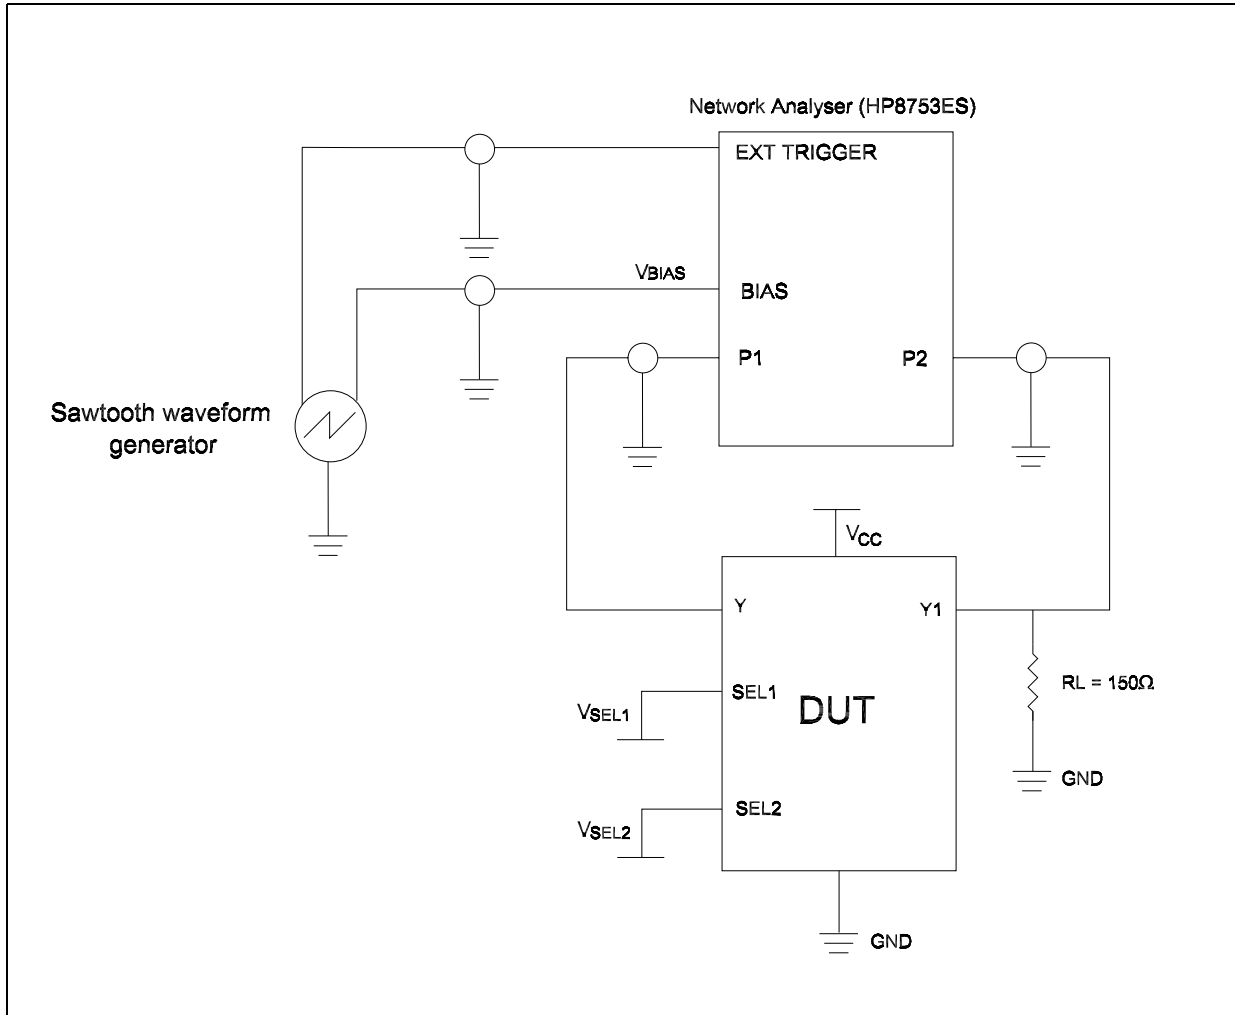 Network Analyser (HP8753ES)
EXT TRIGGER
VBIAS
BIAS
P1
P2
Sawtooth waveform
generator
VCC
Y
Y1
SEL1
VSEL1
DUT
RL = 150Ω
GND
SEL2
VSEL2
GND